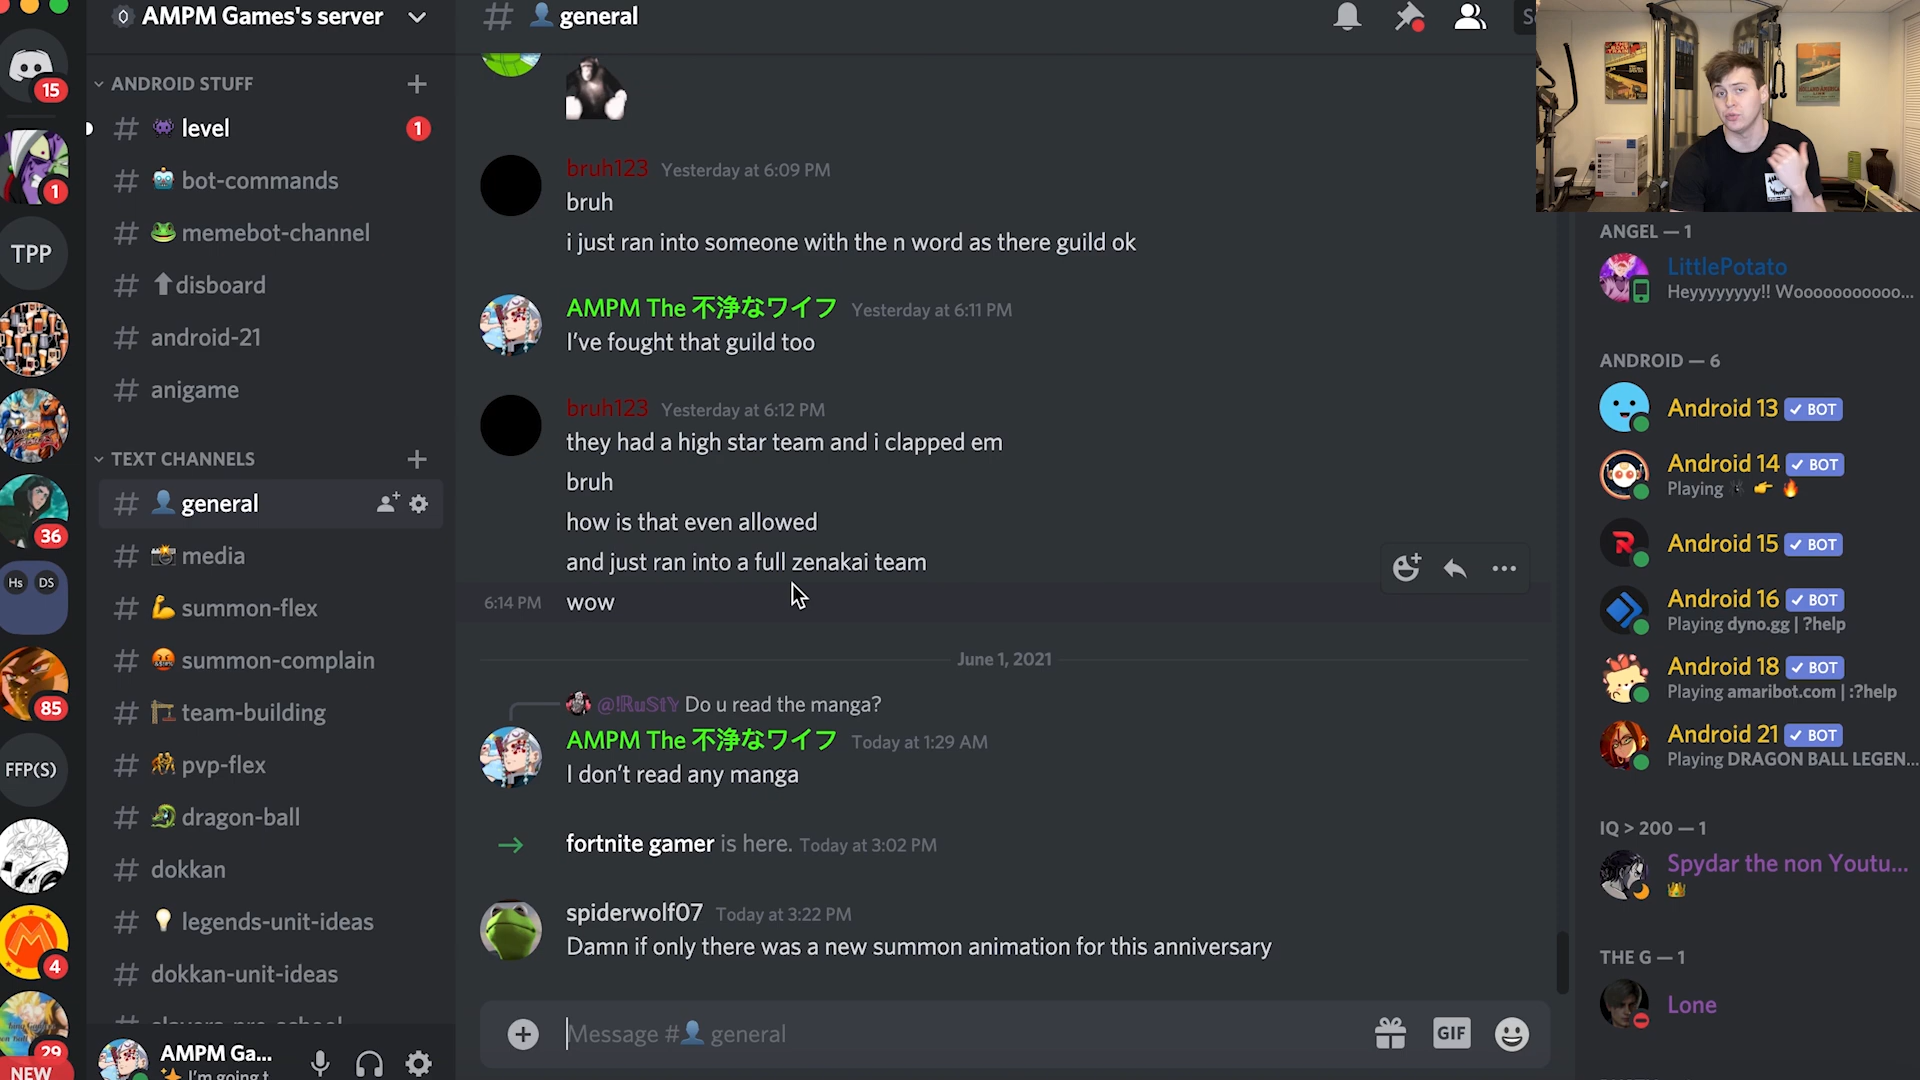 AMPM Games's server
general
ANDROID STUFF
level
1
bot-commands
memebot-channel
disboard
android-21
anigame
TEXT CHANNELS
general
media
summon-flex
summon-complain
team-building
pvp-flex
dragon-ball
dokkan
legends-unit-ideas
dokkan-unit-ideas
AMPM Ga...
15
1
TPP
36
Hs DS
85
FFP(S)
4
29
NEW
bruh123 Yesterday at 6:09 PM
bruh
i just ran into someone with the n word as there guild ok
AMPM The 不浄なワイフ Yesterday at 6:11 PM
I've fought that guild too
bruh123 Yesterday at 6:12 PM
they had a high star team and i clapped em
bruh
how is that even allowed
and just ran into a full zenakai team
6:14 PM wow
June 1, 2021
@!RuStY Do u read the manga?
AMPM The 不浄なワイフ Today at 1:29 AM
I don't read any manga
fortnite gamer is here. Today at 3:02 PM
spiderwolf07 Today at 3:22 PM
Damn if only there was a new summon animation for this anniversary
Message # general
GIF
ANGEL — 1
LittlePotato
Heyyyyyyyy!! Wooooooooooo...
ANDROID — 6
Android 13 BOT
Android 14 BOT
Playing
Android 15 BOT
Android 16 BOT
Playing dyno.gg | ?help
Android 18 BOT
Playing amaribot.com | :?help
Android 21 BOT
Playing DRAGON BALL LEGEN...
IQ > 200 — 1
Spydar the non Youtu...
THE G — 1
Lone